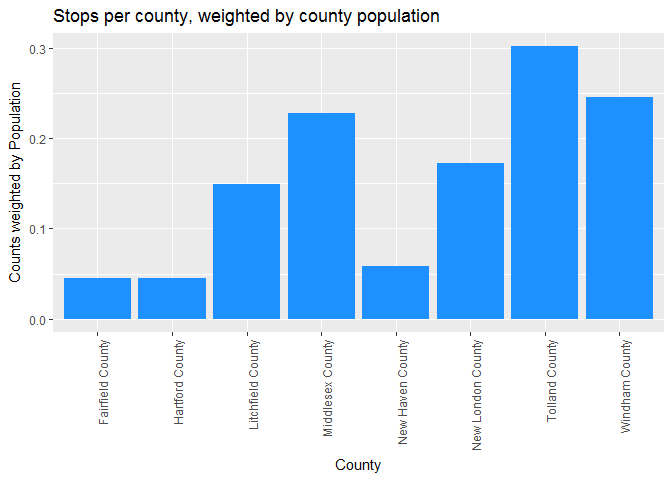 Stops per county, weighted by county population
Counts weighted by Population
0.3
0.2
0.1
0.0
Fairfield County
Hartford County
Litchfield County
Middlesex County
New Haven County
New London County
Tolland County
Windham County
County